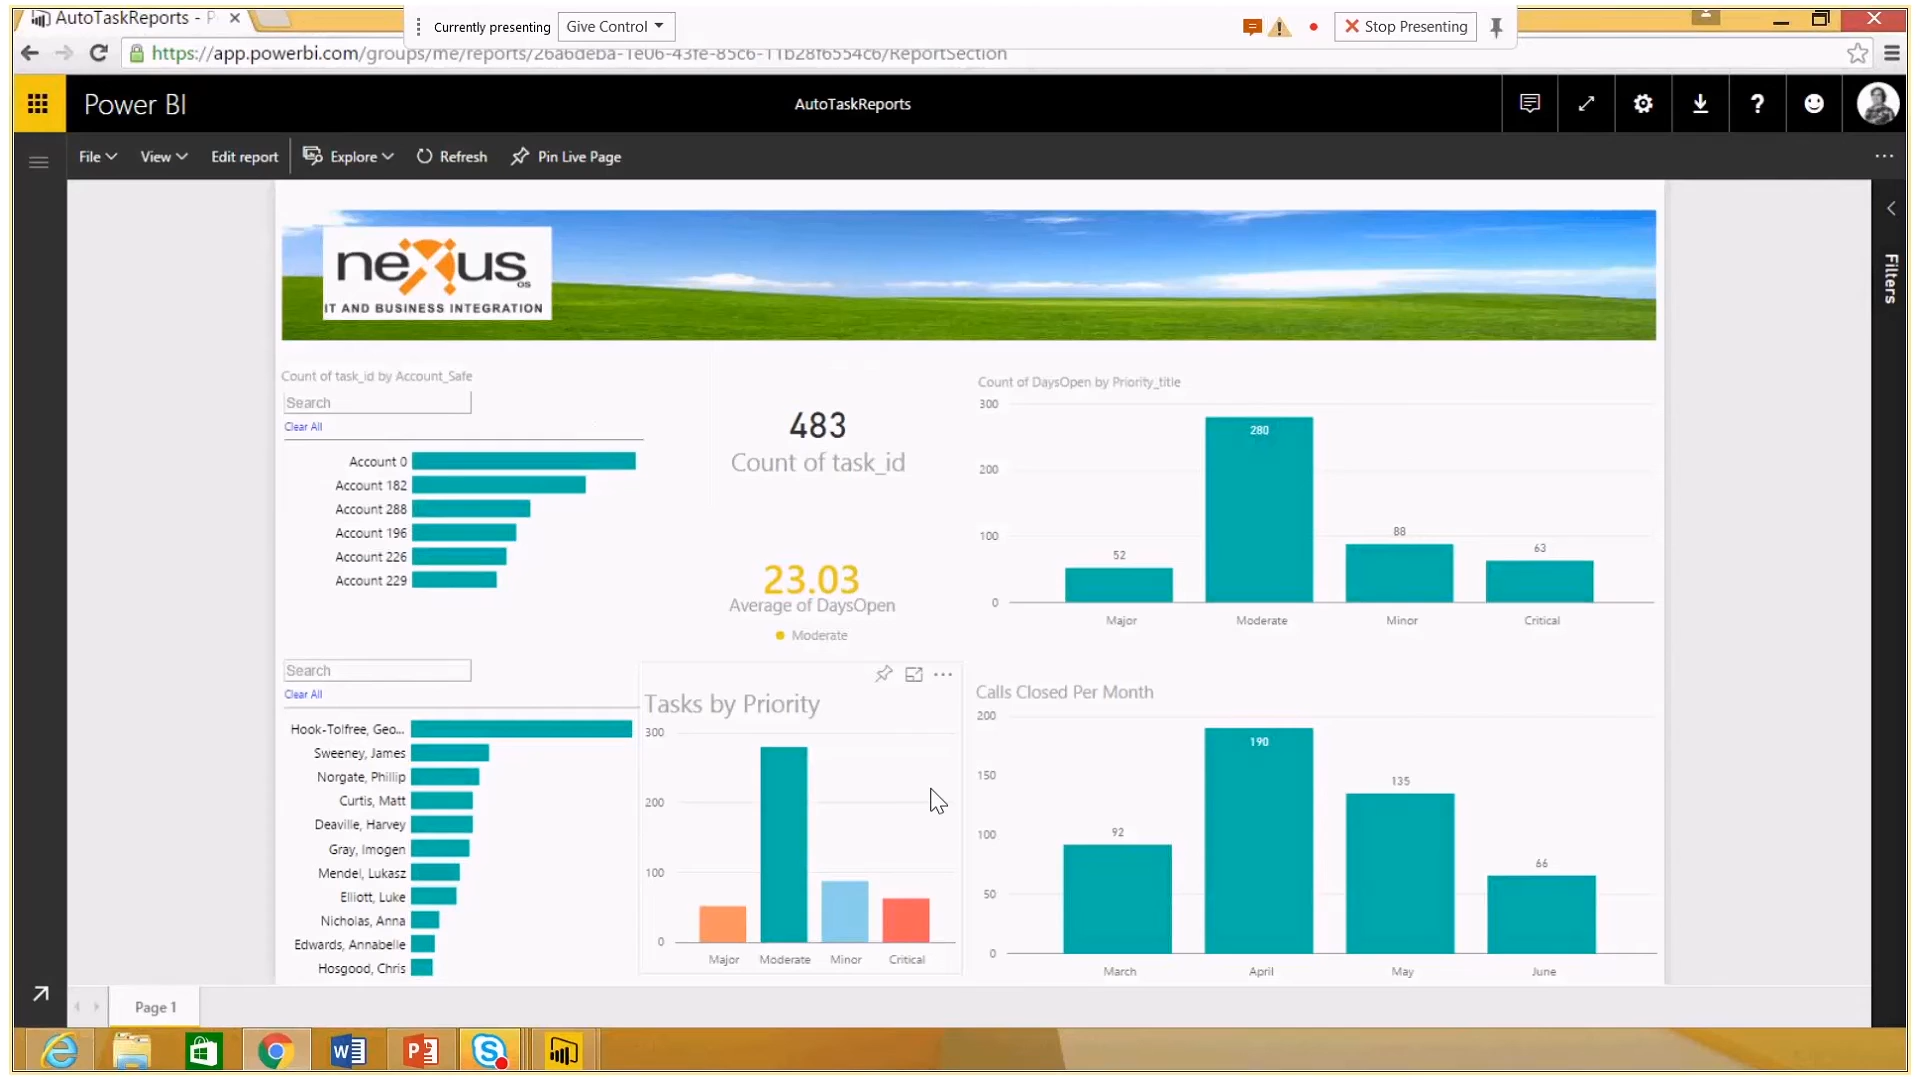 AutoTaskReports - P
Currently presenting
Give Control
Stop Presenting
https://app.powerbi.com/groups/me/reports/26a6deba-1e06-43fe-85c6-11b28f6554c6/ReportSection
Power BI
AutoTaskReports
?
File
View
Edit report
Explore
Refresh
Pin Live Page
Filters
nexus
OS
IT AND BUSINESS INTEGRATION
Count of task_id by Account_Safe
Search
Clear All
Account 0
Account 182
Account 288
Account 196
Account 226
Account 229
483
Count of task_id
23.03
Average of DaysOpen
Moderate
Count of DaysOpen by Priority_title
300
200
100
0
52
280
88
63
Major
Moderate
Minor
Critical
Search
Clear All
Hook-Tolfree, Geo...
Sweeney, James
Norgate, Phillip
Curtis, Matt
Deaville, Harvey
Gray, Imogen
Mendel, Lukasz
Elliott, Luke
Nicholas, Anna
Edwards, Annabelle
Hosgood, Chris
Tasks by Priority
300
200
100
0
Major
Moderate
Minor
Critical
Calls Closed Per Month
200
150
100
50
0
92
190
135
66
March
April
May
June
Page 1